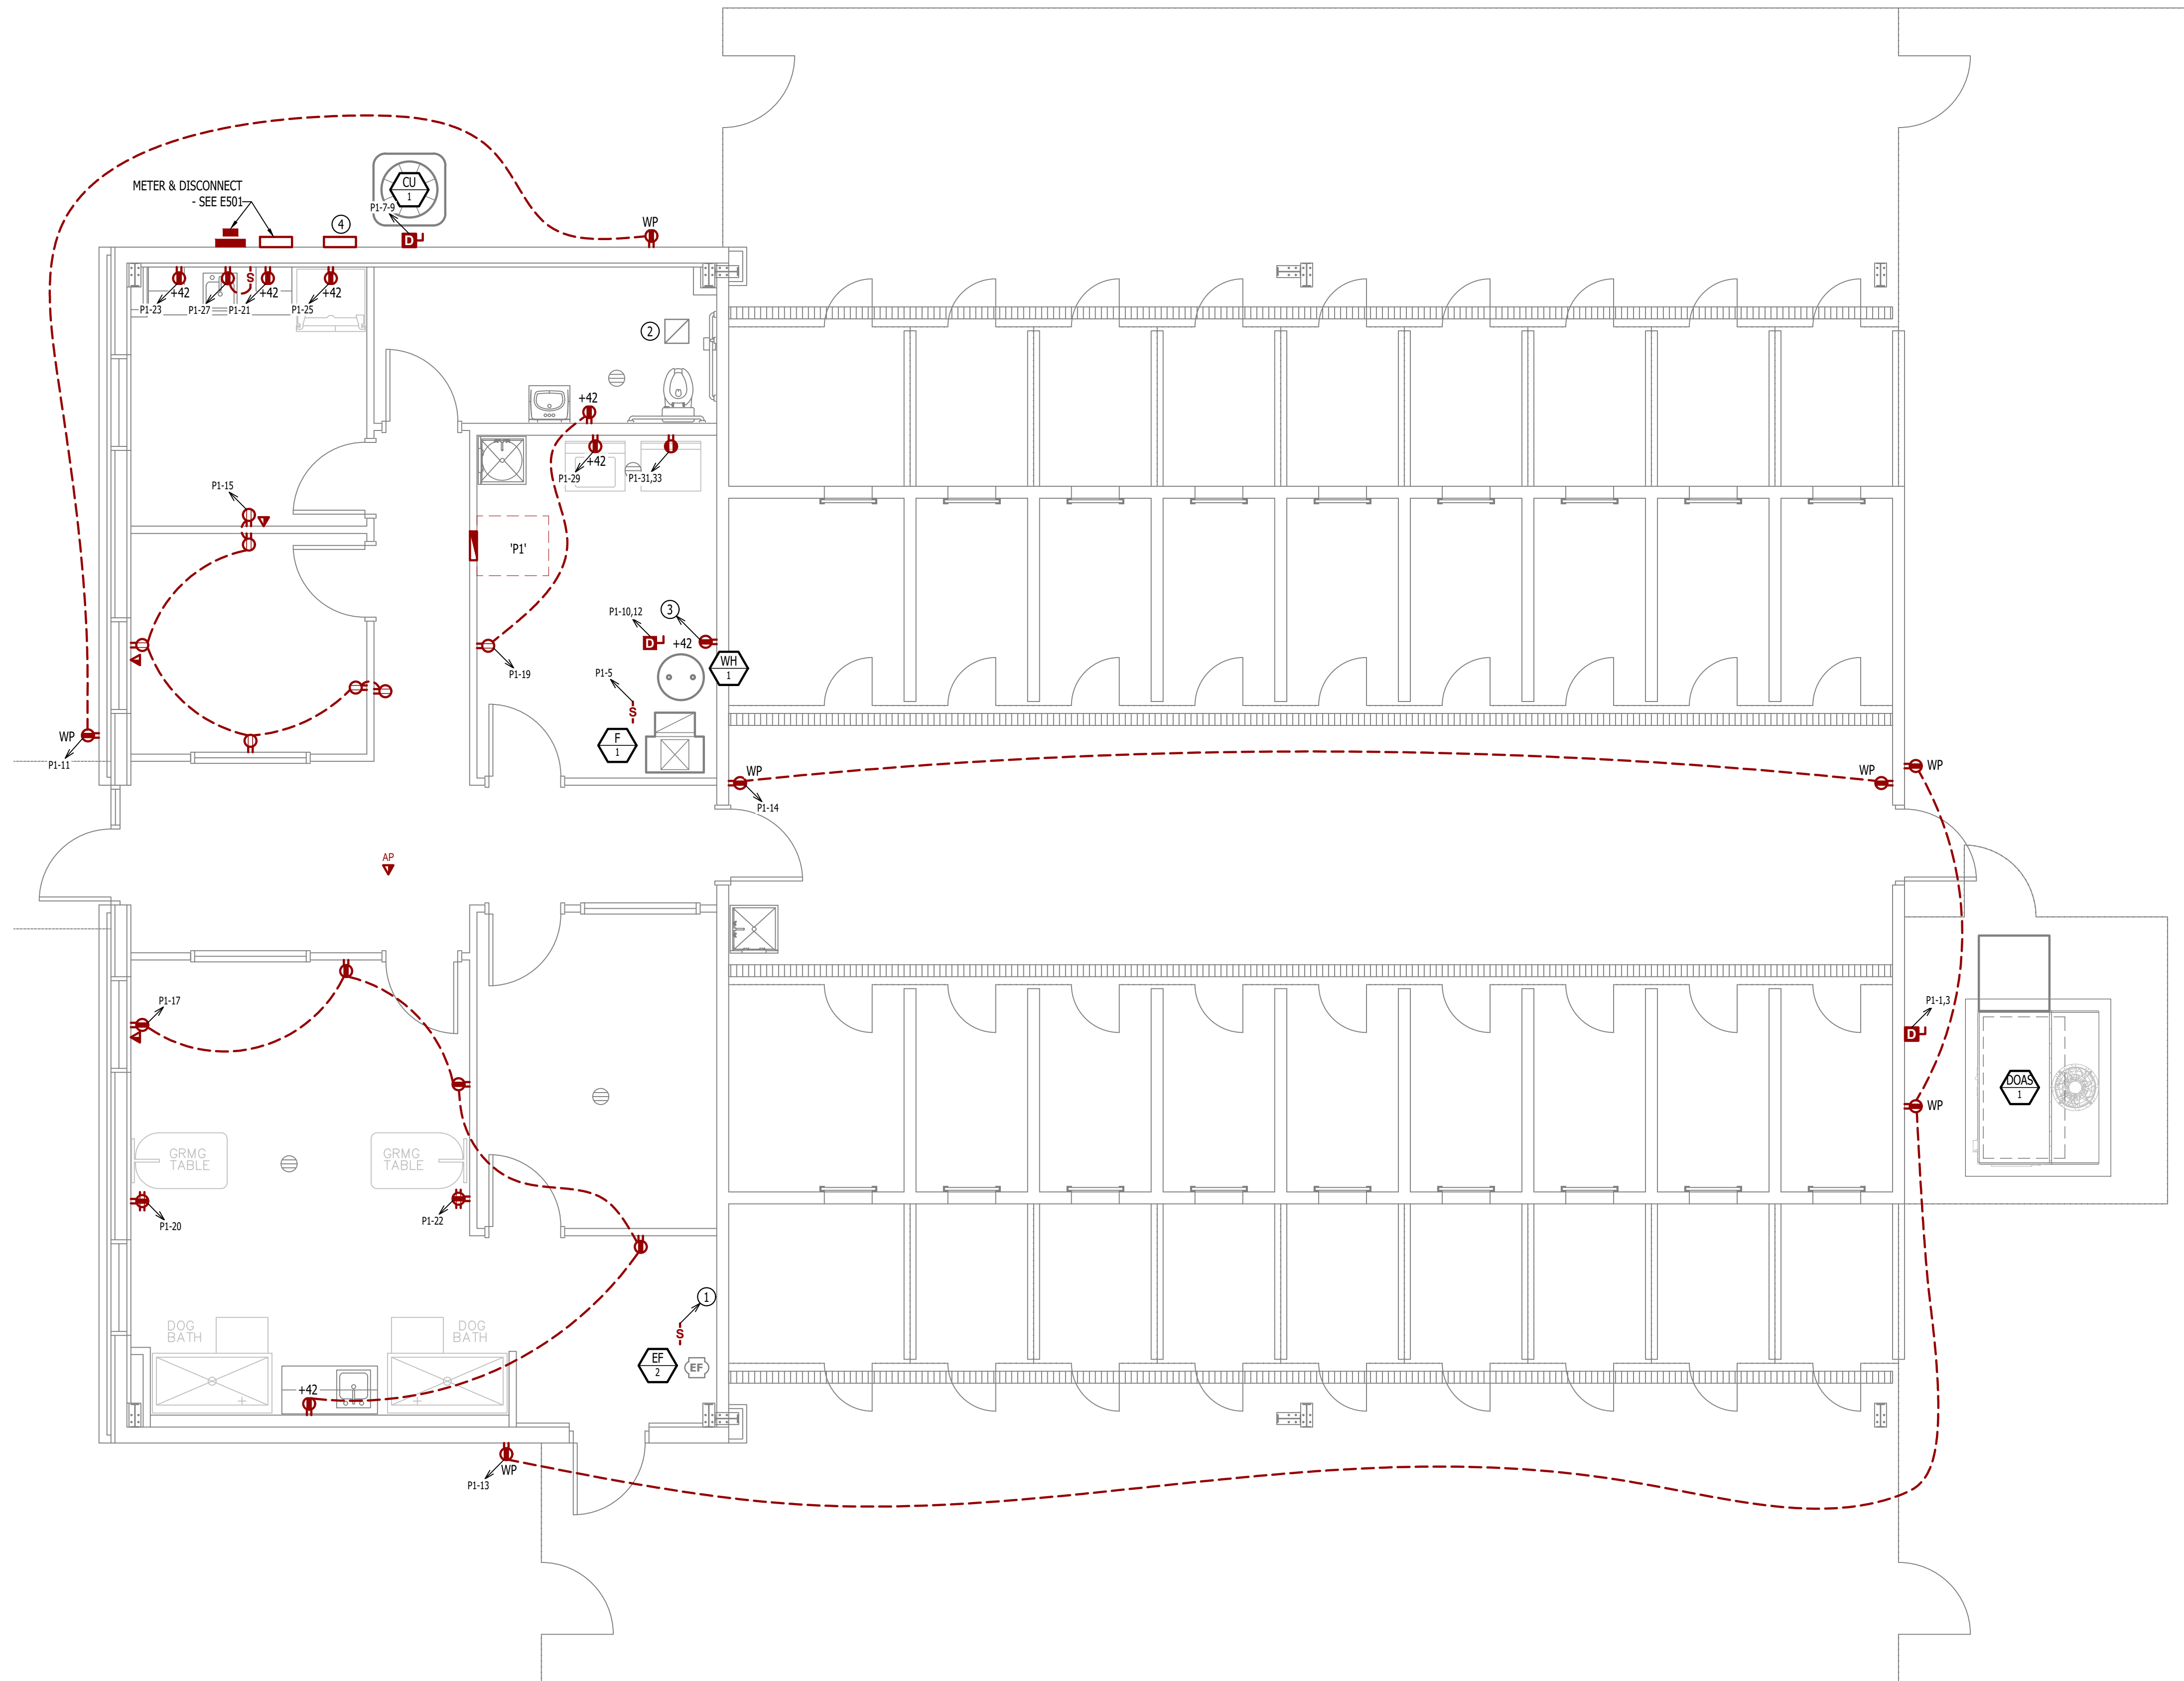 METER & DISCONNECT
- SEE E501
4
CU
1
P1-7-9
WP
S
+42
+42
+42
P1-23
P1-27
P1-21
P1-25
2
+42
+42
P1-29
P1-31,33
P1-15
'P1'
3
P1-10,12
D
+42
WH
1
P1-19
P1-5
S
F
1
WP
P1-11
WP
P1-14
WP
WP
AP
P1-17
P1-1,3
D
DOAS
1
WP
GRMG
TABLE
GRMG
TABLE
P1-20
P1-22
1
S
DOG
BATH
DOG
BATH
EF
2
EF
+42
WP
P1-13
D